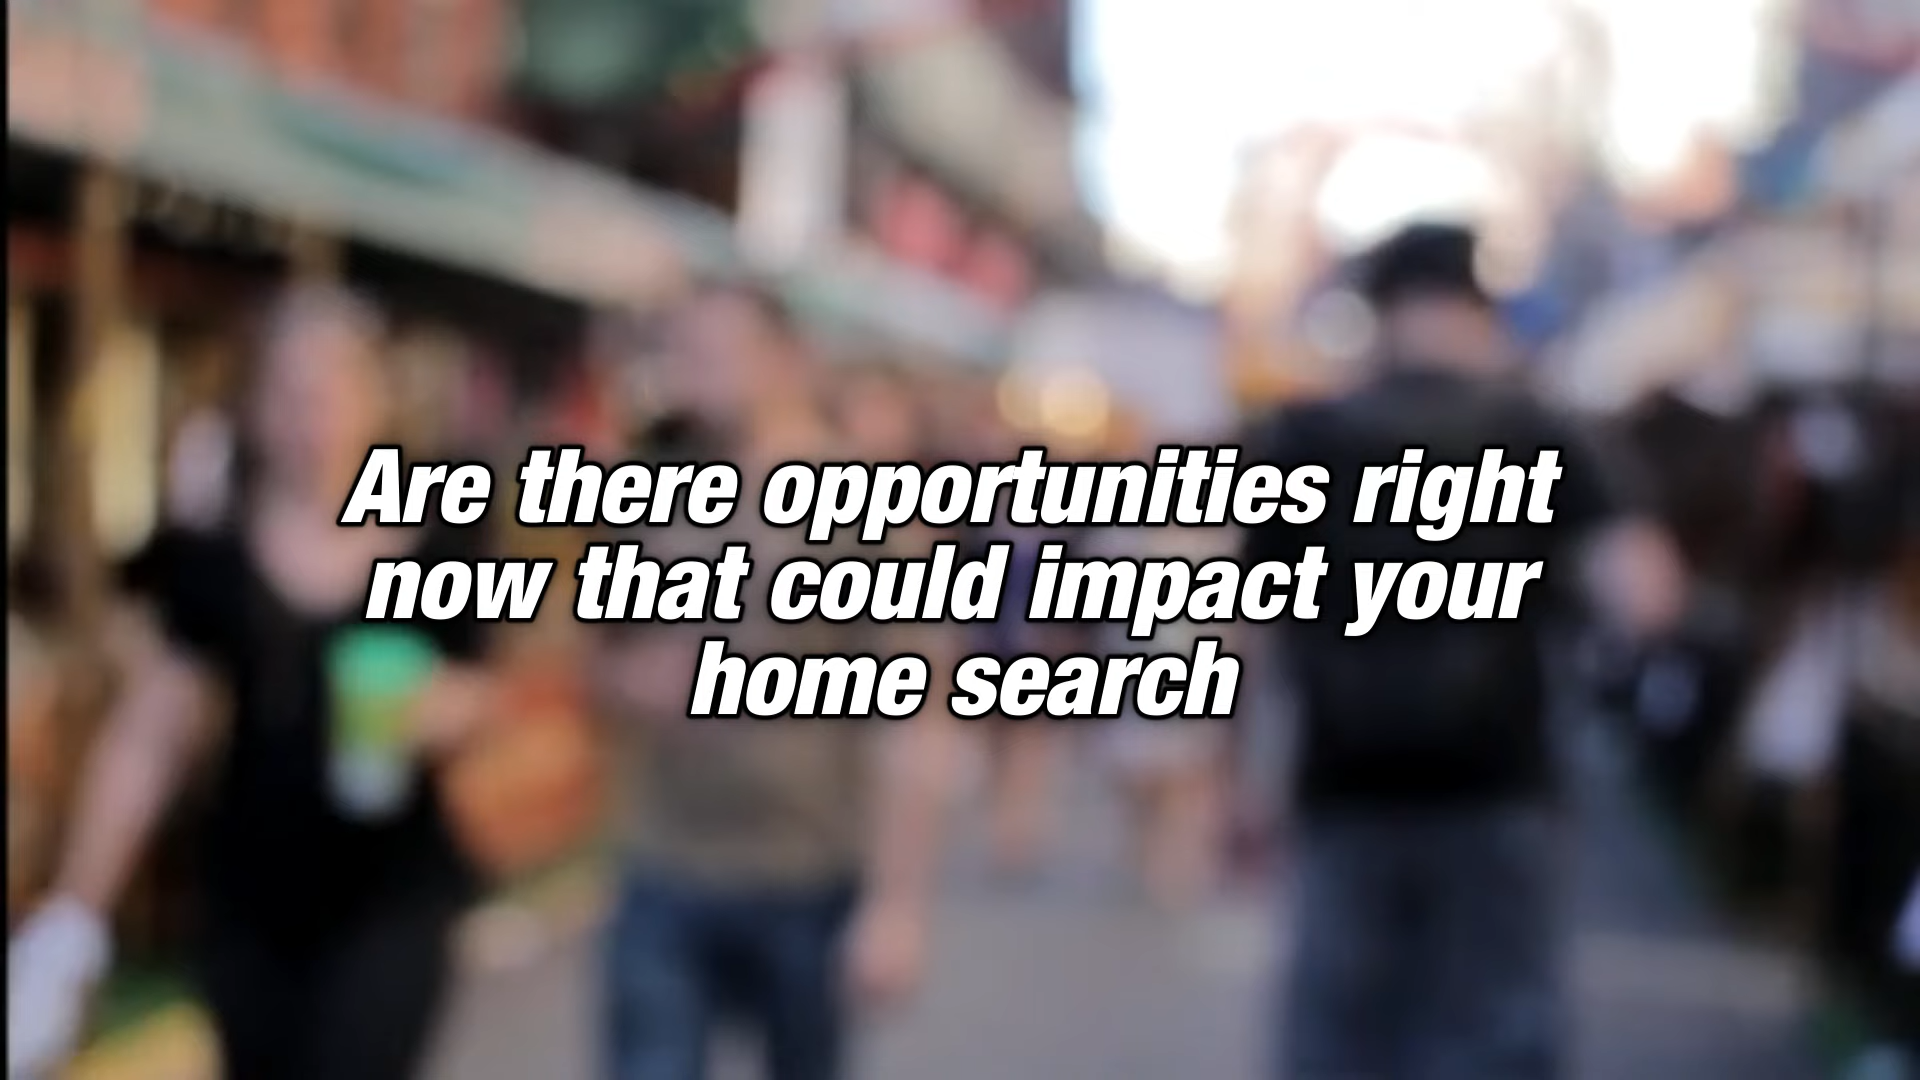 Are there opportunities right
now that could impact your
home search